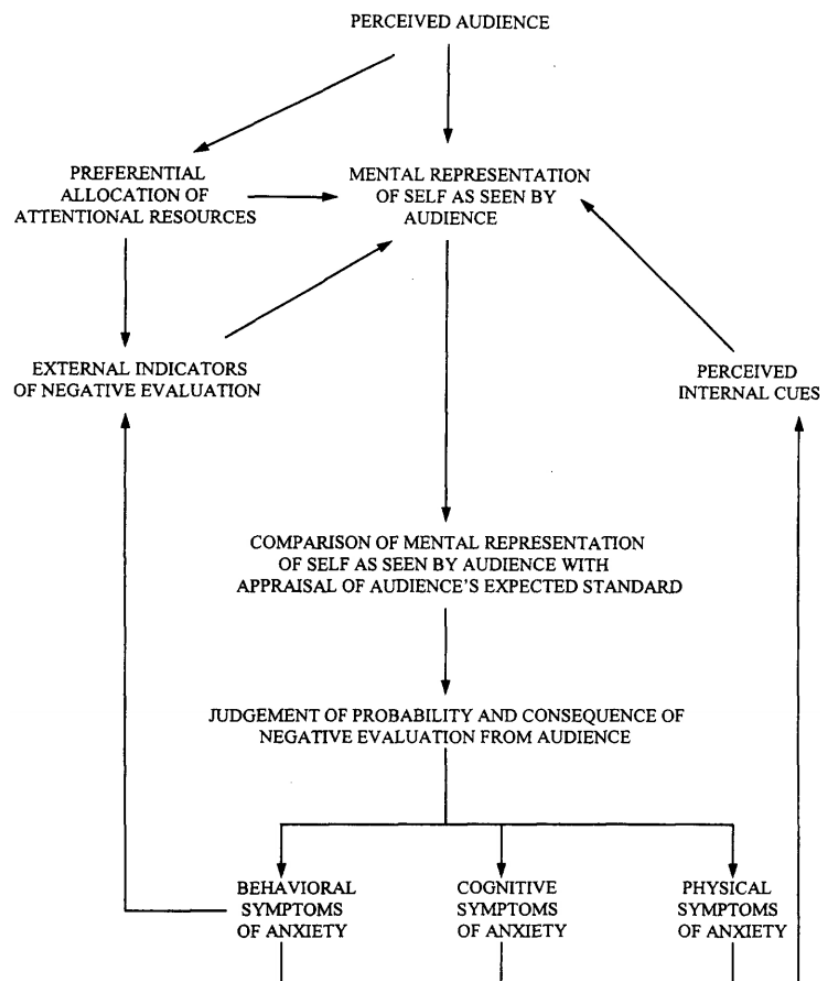 PERCEIVED AUDIENCE
PREFERENTIAL
ALLOCATION OF
ATTENTIONAL RESOURCES
MENTAL REPRESENTATION
OF SELF AS SEEN BY
AUDIENCE
EXTERNAL INDICATORS
OF NEGATIVE EVALUATION
PERCEIVED
INTERNAL CUES
COMPARISON OF MENTAL REPRESENTATION
OF SELF AS SEEN BY AUDIENCE WITH
APPRAISAL OF AUDIENCE'S EXPECTED STANDARD
JUDGEMENT OF PROBABILITY AND CONSEQUENCE OF
NEGATIVE EVALUATION FROM AUDIENCE
BEHAVIORAL
SYMPTOMS
OF ANXIETY
COGNITIVE
SYMPTOMS
OF ANXIETY
PHYSICAL
SYMPTOMS
OF ANXIETY